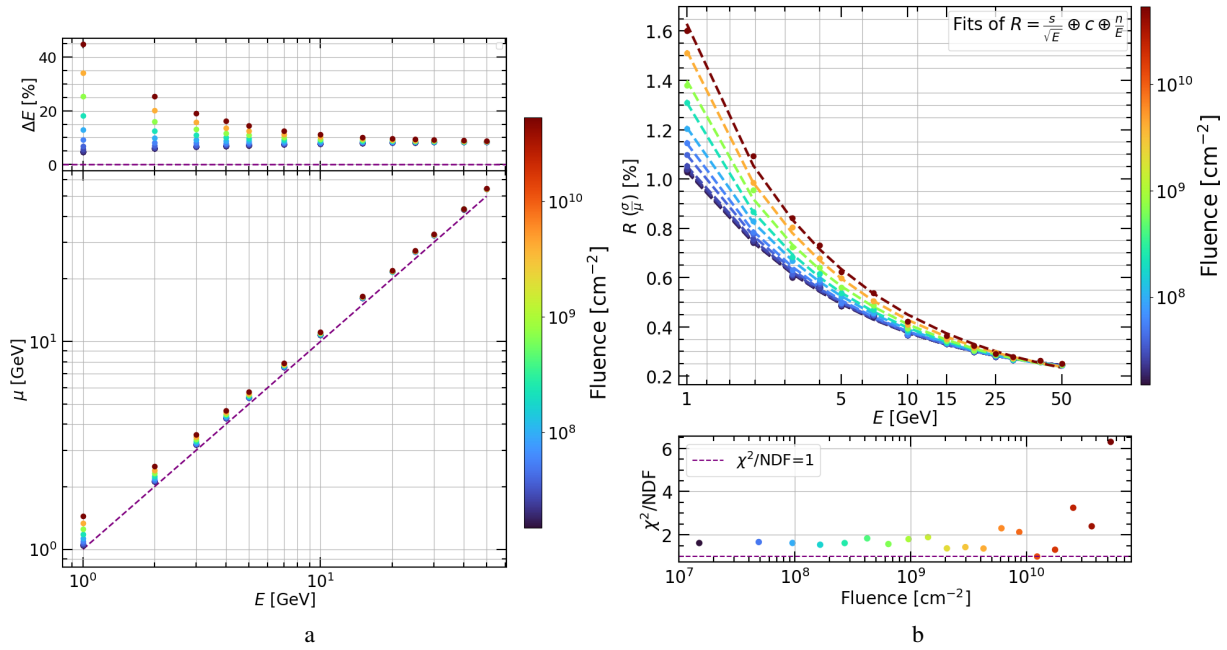 40
20
0
ΔE [%]
10¹
10⁰
μ [GeV]
10⁰
10¹
E [GeV]
10¹⁰
10⁹
10⁸
Fluence [cm⁻²]
a
Fits of R = s/√E ⊕ c ⊕ n/E
1.6
1.4
1.2
1.0
0.8
0.6
0.4
0.2
R (σ/μ) [%]
1
5
10
15
25
50
E [GeV]
10¹⁰
10⁹
10⁸
Fluence [cm⁻²]
χ²/NDF=1
6
4
2
χ²/NDF
10⁷
10⁸
10⁹
10¹⁰
Fluence [cm⁻²]
b